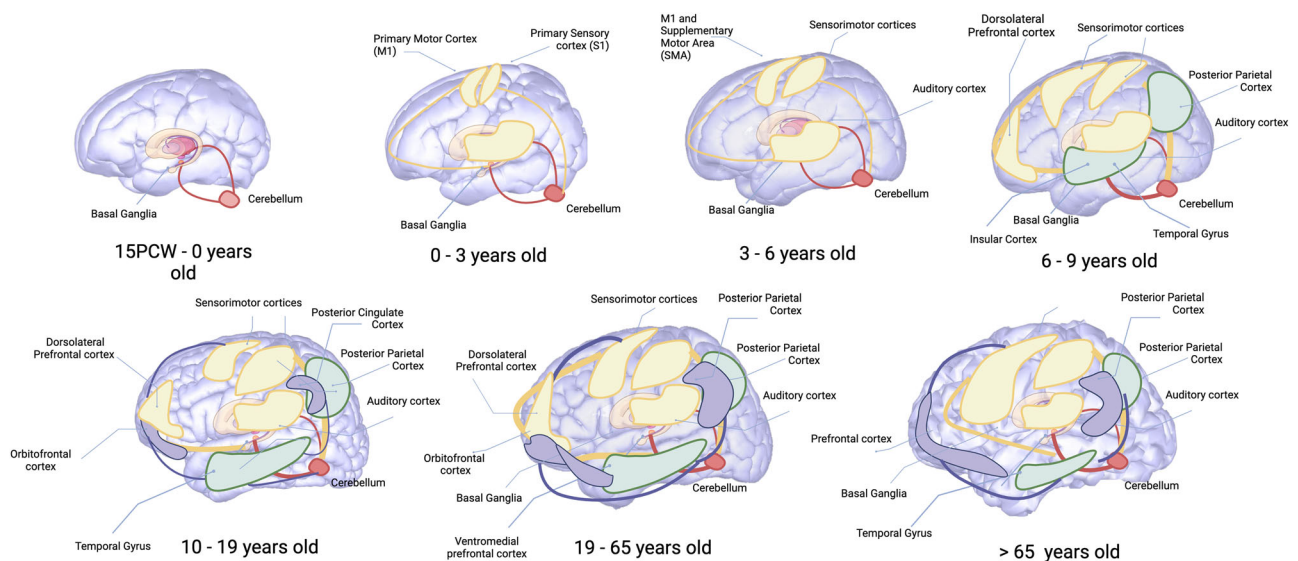 Basal Ganglia
Cerebellum
15PCW - 0 years
old
Primary Motor Cortex
(M1)
Primary Sensory
cortex (S1)
Basal Ganglia
Cerebellum
0 - 3 years old
M1 and
Supplementary
Motor Area
(SMA)
Sensorimotor cortices
Auditory cortex
Basal Ganglia
Cerebellum
3 - 6 years old
Dorsolateral
Prefrontal cortex
Sensorimotor cortices
Posterior Parietal
Cortex
Auditory cortex
Basal Ganglia
Cerebellum
Insular Cortex
Temporal Gyrus
6 - 9 years old
Sensorimotor cortices
Posterior Cingulate
Cortex
Dorsolateral
Prefrontal cortex
Posterior Parietal
Cortex
Auditory cortex
Orbitofrontal
cortex
Cerebellum
Temporal Gyrus
10 - 19 years old
Sensorimotor cortices
Posterior Parietal
Cortex
Dorsolateral
Prefrontal cortex
Posterior Parietal
Cortex
Auditory cortex
Orbitofrontal
cortex
Basal Ganglia
Cerebellum
Ventromedial
prefrontal cortex
19 - 65 years old
Posterior Parietal
Cortex
Posterior Parietal
Cortex
Auditory cortex
Prefrontal cortex
Basal Ganglia
Cerebellum
Temporal Gyrus
> 65 years old